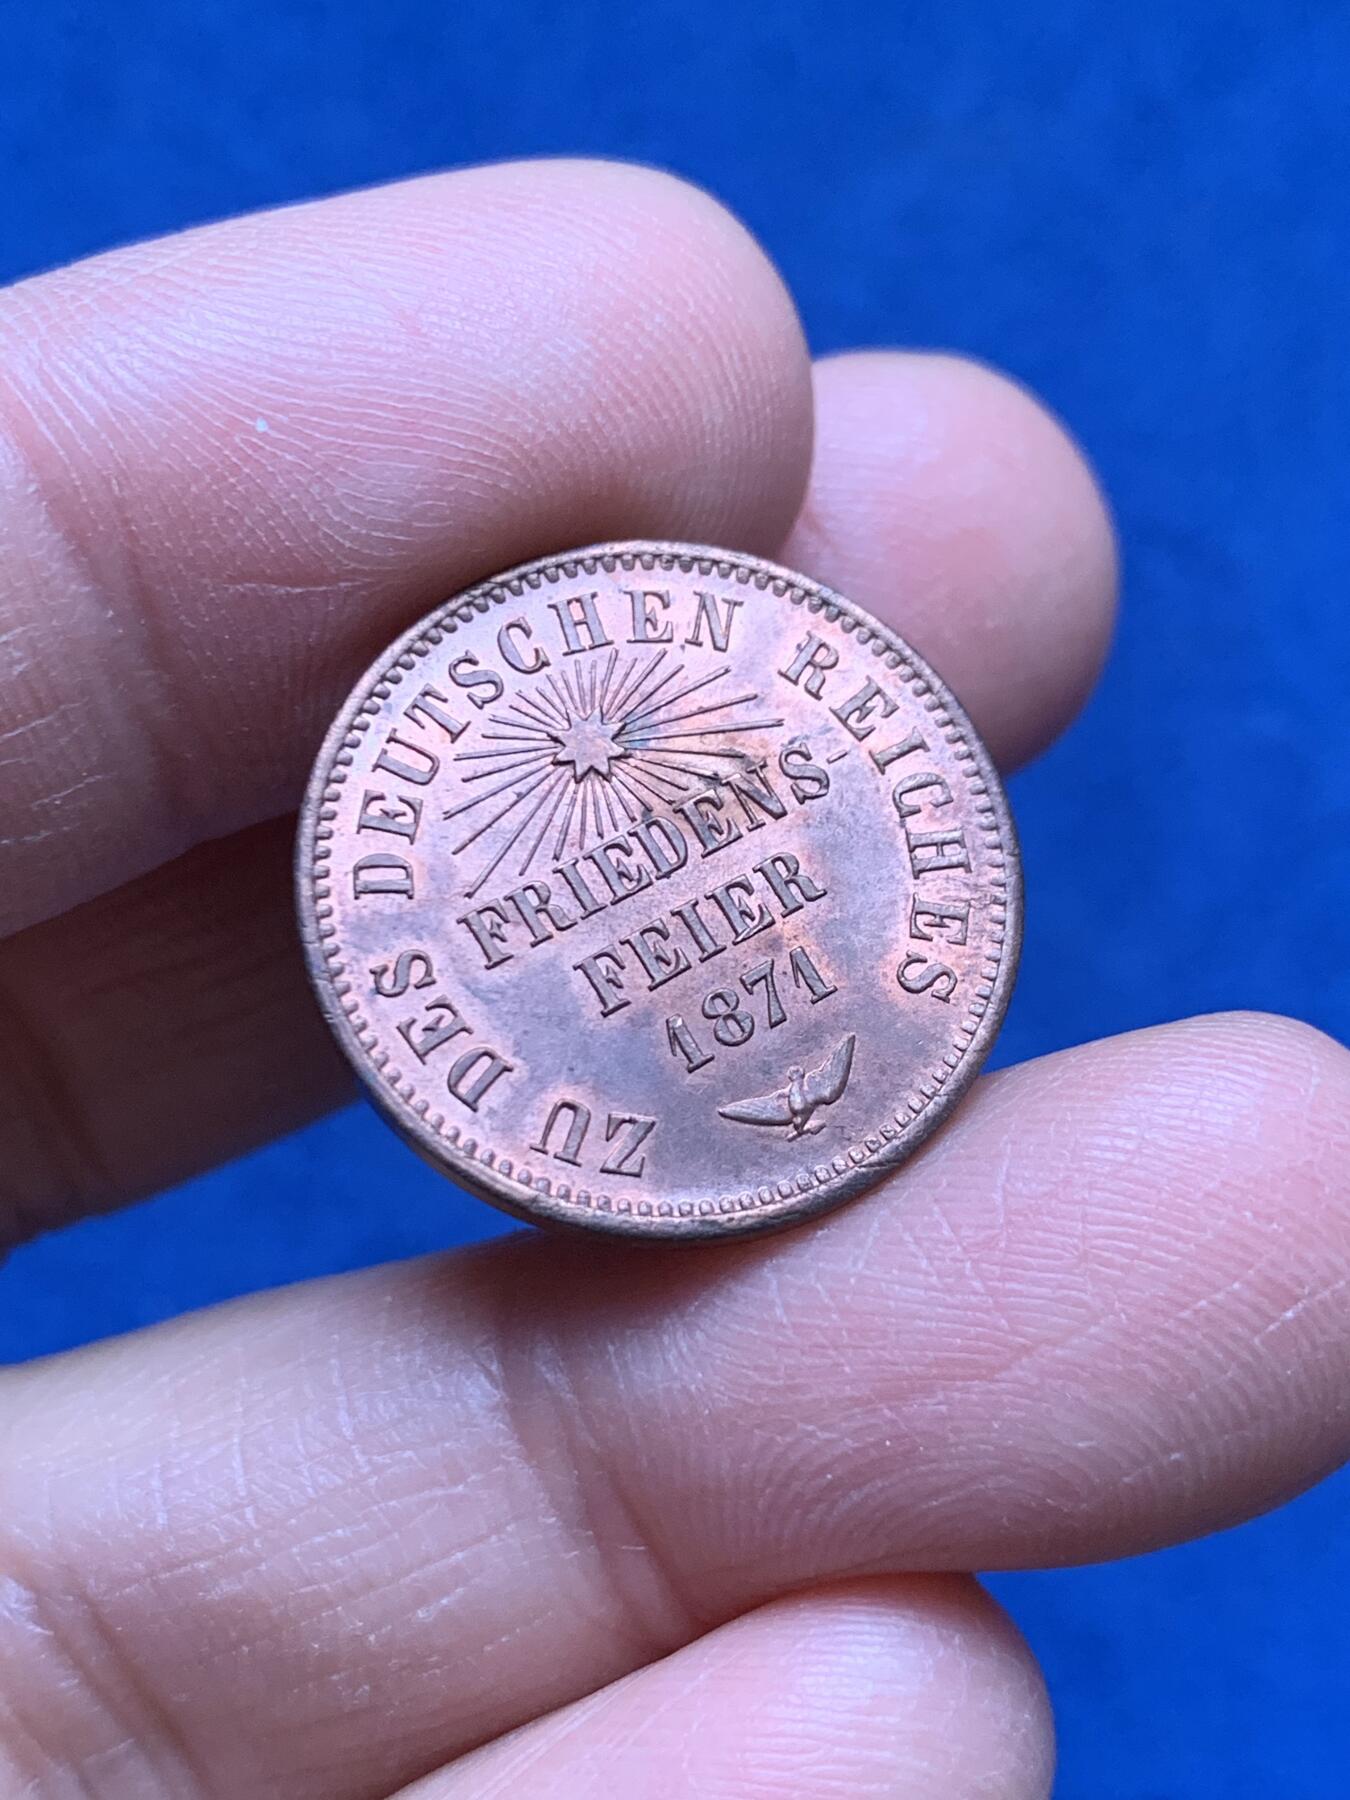 ZU DES DEUTSCHEN REICHES
FRIEDENS-
FEIER
1871